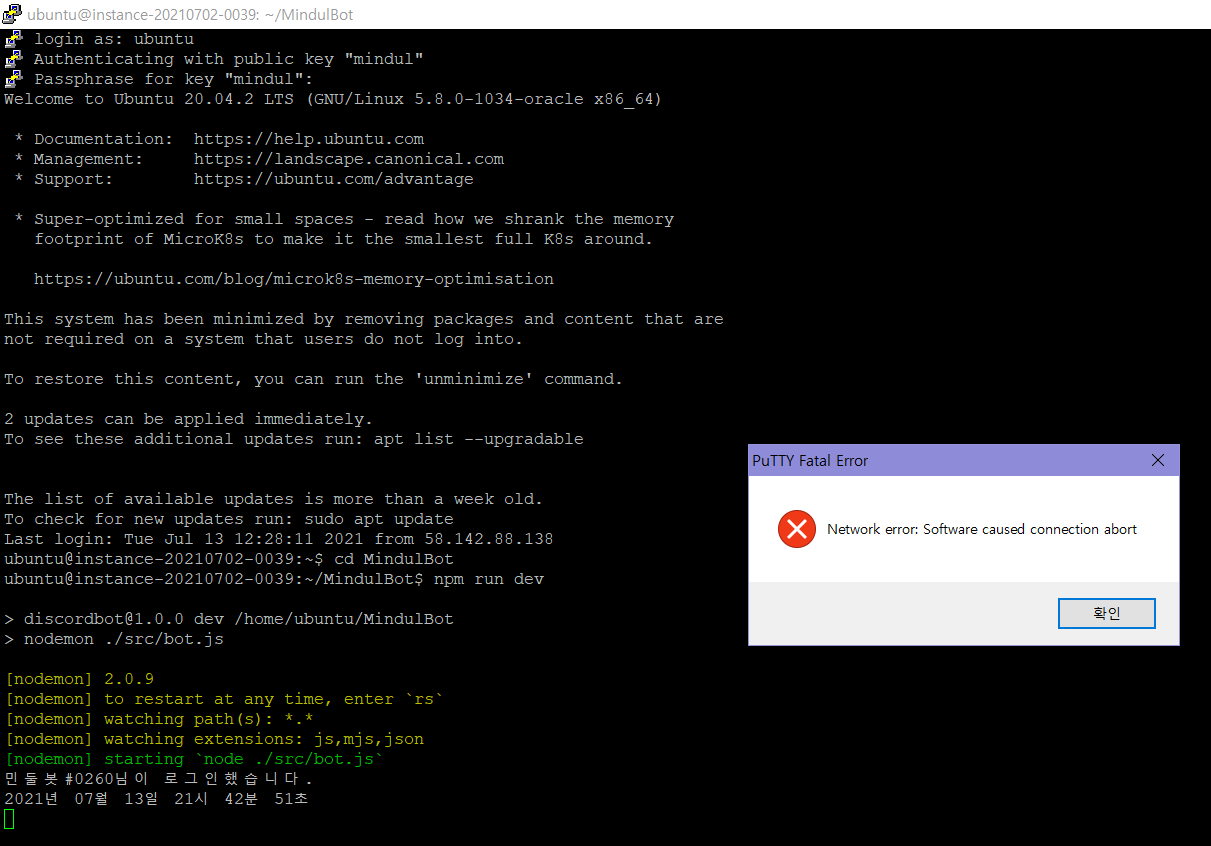 ubuntu@instance-20210702-0039: ~/MindulBot
login as: ubuntu
Authenticating with public key "mindul"
Passphrase for key "mindul":
Welcome to Ubuntu 20.04.2 LTS (GNU/Linux 5.8.0-1034-oracle x86_64)
* Documentation:  https://help.ubuntu.com
* Management:     https://landscape.canonical.com
* Support:        https://ubuntu.com/advantage
* Super-optimized for small spaces - read how we shrank the memory
footprint of MicroK8s to make it the smallest full K8s around.
https://ubuntu.com/blog/microk8s-memory-optimisation
This system has been minimized by removing packages and content that are
not required on a system that users do not log into.
To restore this content, you can run the 'unminimize' command.
2 updates can be applied immediately.
To see these additional updates run: apt list --upgradable
The list of available updates is more than a week old.
To check for new updates run: sudo apt update
Last login: Tue Jul 13 12:28:11 2021 from 58.142.88.138
ubuntu@instance-20210702-0039:~$ cd MindulBot
ubuntu@instance-20210702-0039:~/MindulBot$ npm run dev
> discordbot@1.0.0 dev /home/ubuntu/MindulBot
> nodemon ./src/bot.js
[nodemon] 2.0.9
[nodemon] to restart at any time, enter `rs`
[nodemon] watching path(s): *.*
[nodemon] watching extensions: js,mjs,json
[nodemon] starting `node ./src/bot.js`
민둘봇#0260님이 로그인했습니다.
2021년 07월 13일 21시 42분 51초
PuTTY Fatal Error
Network error: Software caused connection abort
확인